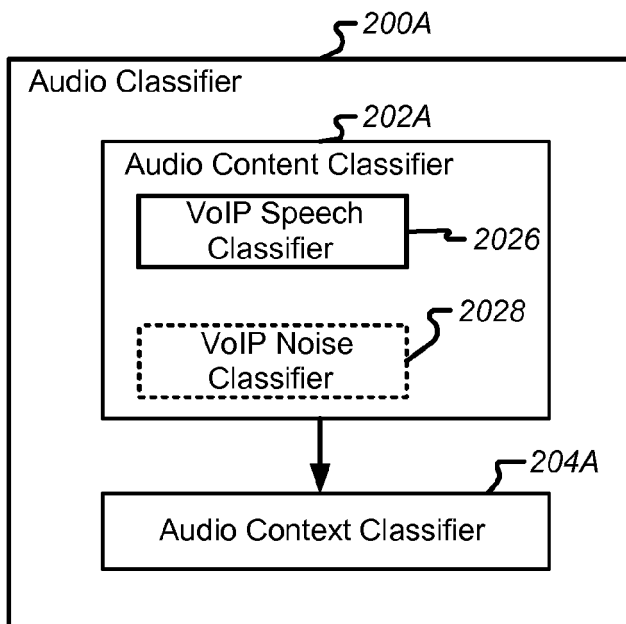 200A
Audio Classifier
202A
Audio Content Classifier
VoIP Speech
Classifier
2026
2028
VoIP Noise
Classifier
204A
Audio Context Classifier